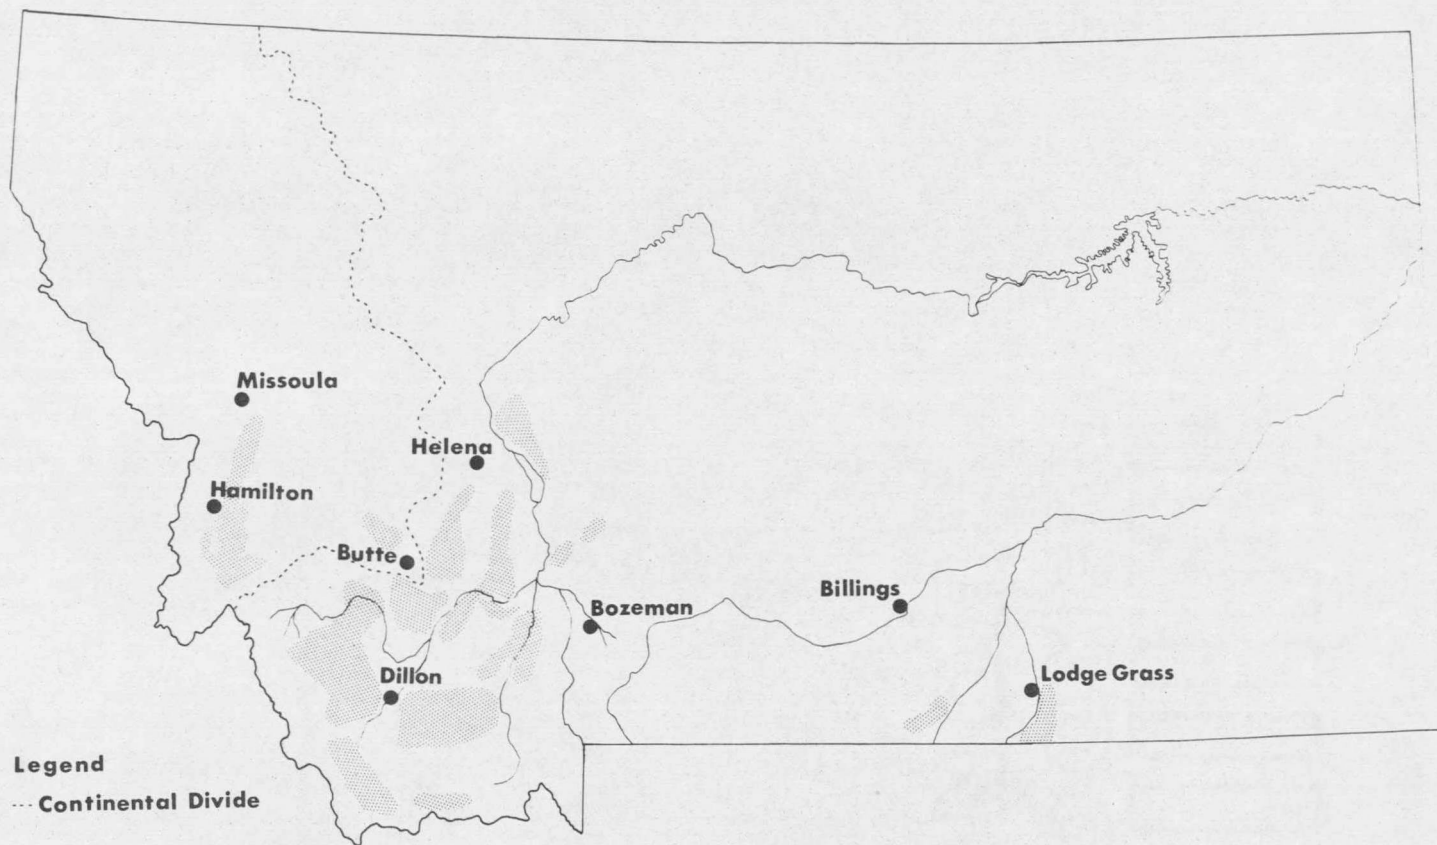 Missoula
Helena
Hamilton
Butte
Billings
Bozeman
Lodge Grass
Dillon
Legend
--- Continental Divide